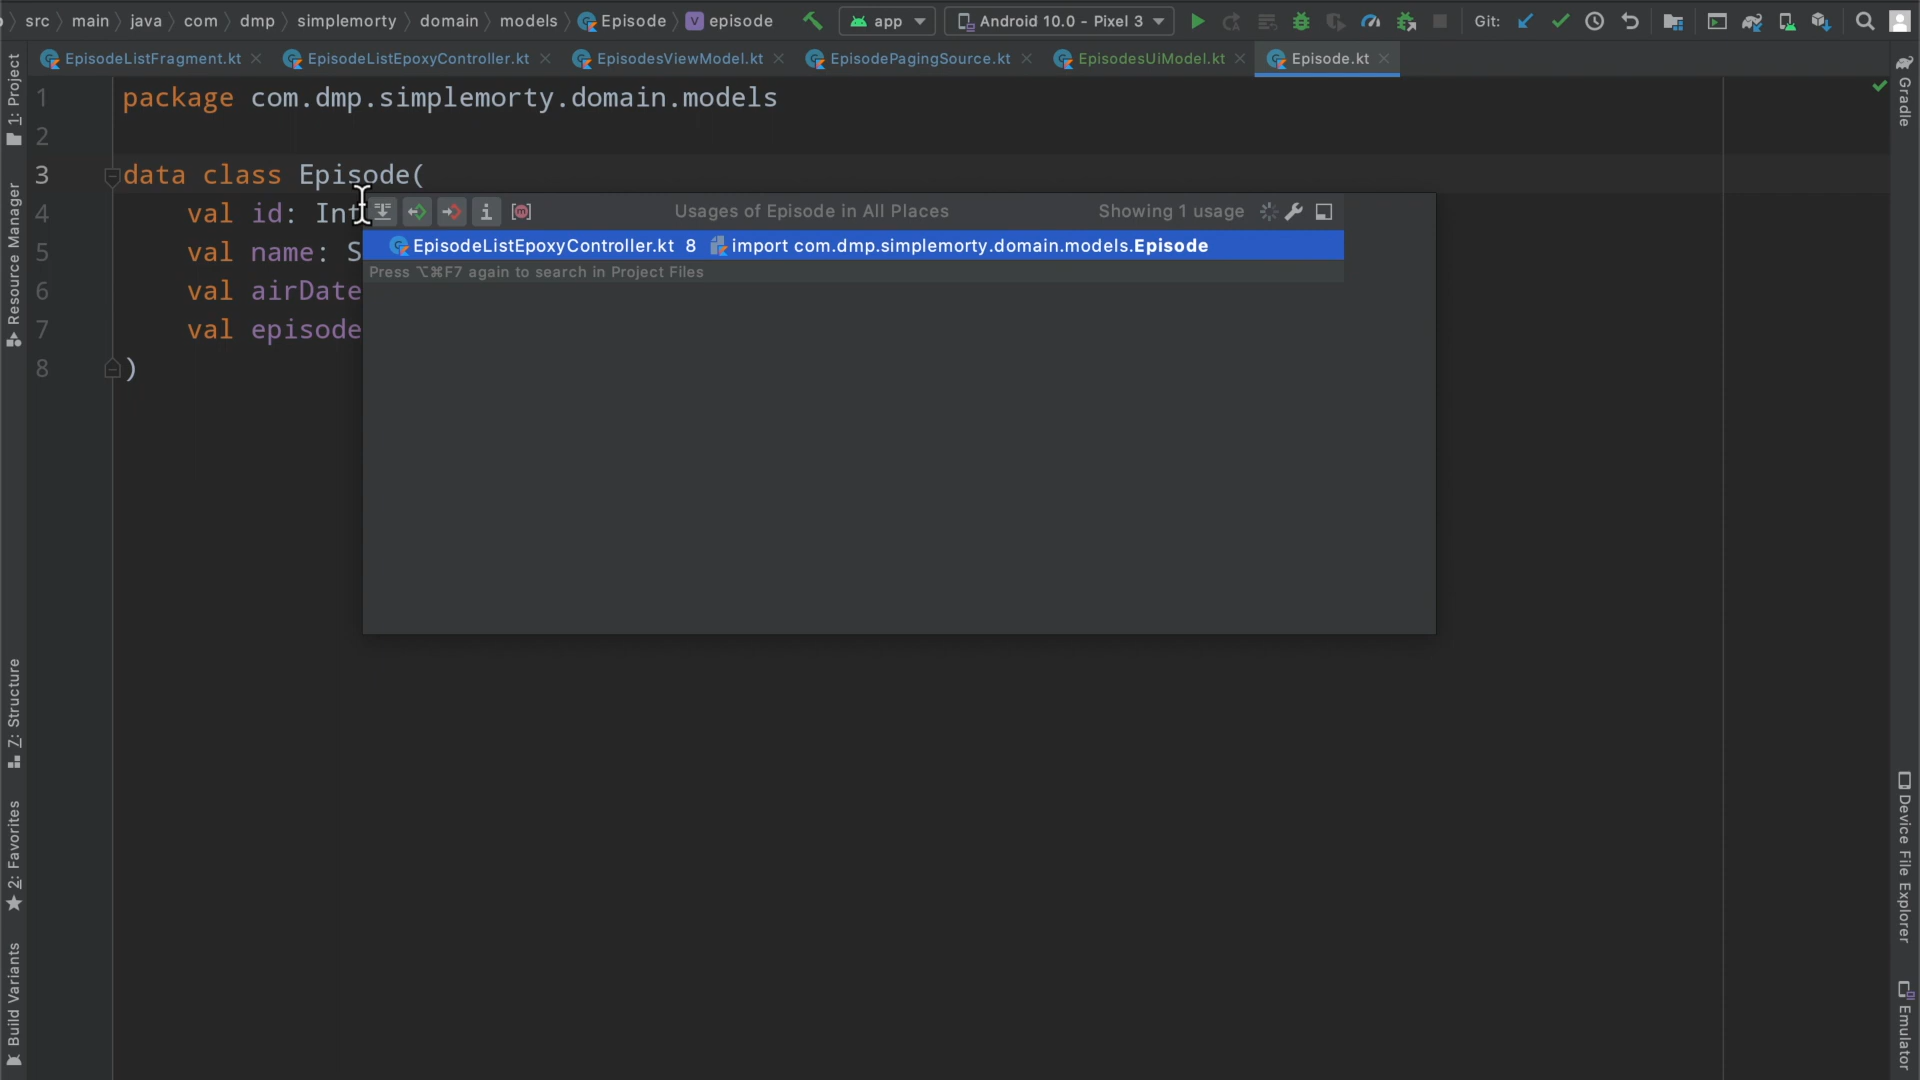 src main java com dmp simplemorty domain models Episode V episode app Android 10.0 - Pixel 3 Git:
EpisodeListFragment.kt EpisodeListEpoxyController.kt EpisodesViewModel.kt EpisodePagingSource.kt EpisodesUiModel.kt Episode.kt
1 package com.dmp.simplemorty.domain.models
2
3 data class Episode(
4 val id: Int
5 val name: S
6 val airDate
7 val episode
8 )
Usages of Episode in All Places Showing 1 usage
EpisodeListEpoxyController.kt 8 import com.dmp.simplemorty.domain.models.Episode
Press ⌥⌘F7 again to search in Project Files
1: Project
Resource Manager
Z: Structure
2: Favorites
Build Variants
Gradle
Device File Explorer
Emulator